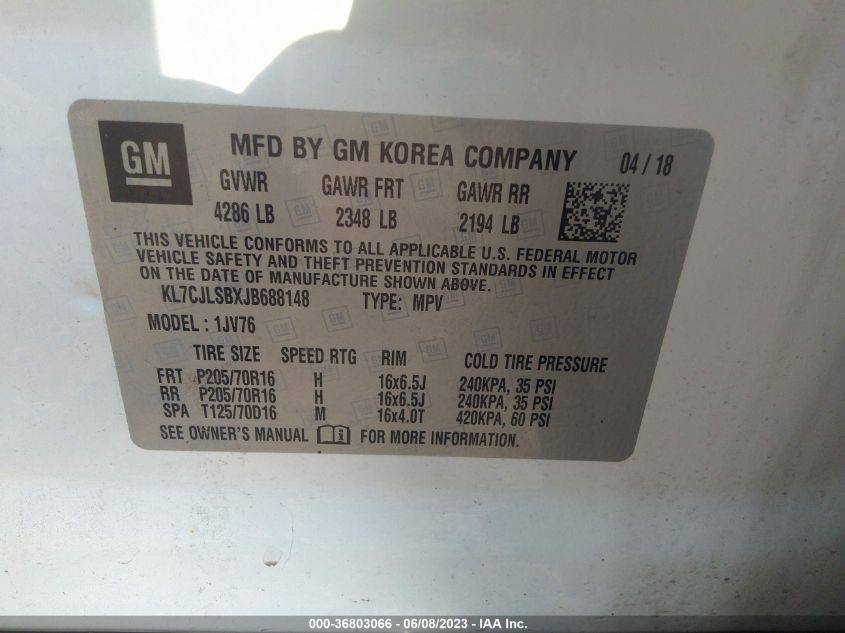 GM MFD BY GM KOREA COMPANY 04 / 18
GVWR GAWR FRT GAWR RR
4286 LB 2348 LB 2194 LB
THIS VEHICLE CONFORMS TO ALL APPLICABLE U.S. FEDERAL MOTOR
VEHICLE SAFETY AND THEFT PREVENTION STANDARDS IN EFFECT
ON THE DATE OF MANUFACTURE SHOWN ABOVE.
KL7CJLSBXJB688148 TYPE: MPV
MODEL : 1JV76
TIRE SIZE SPEED RTG RIM COLD TIRE PRESSURE
FRT P205/70R16 H 16x6.5J 240KPA, 35 PSI
RR P205/70R16 H 16x6.5J 240KPA, 35 PSI
SPA T125/70D16 M 16x4.0T 420KPA, 60 PSI
SEE OWNER'S MANUAL i FOR MORE INFORMATION.
000-36803066 - 06/08/2023 - IAA Inc.